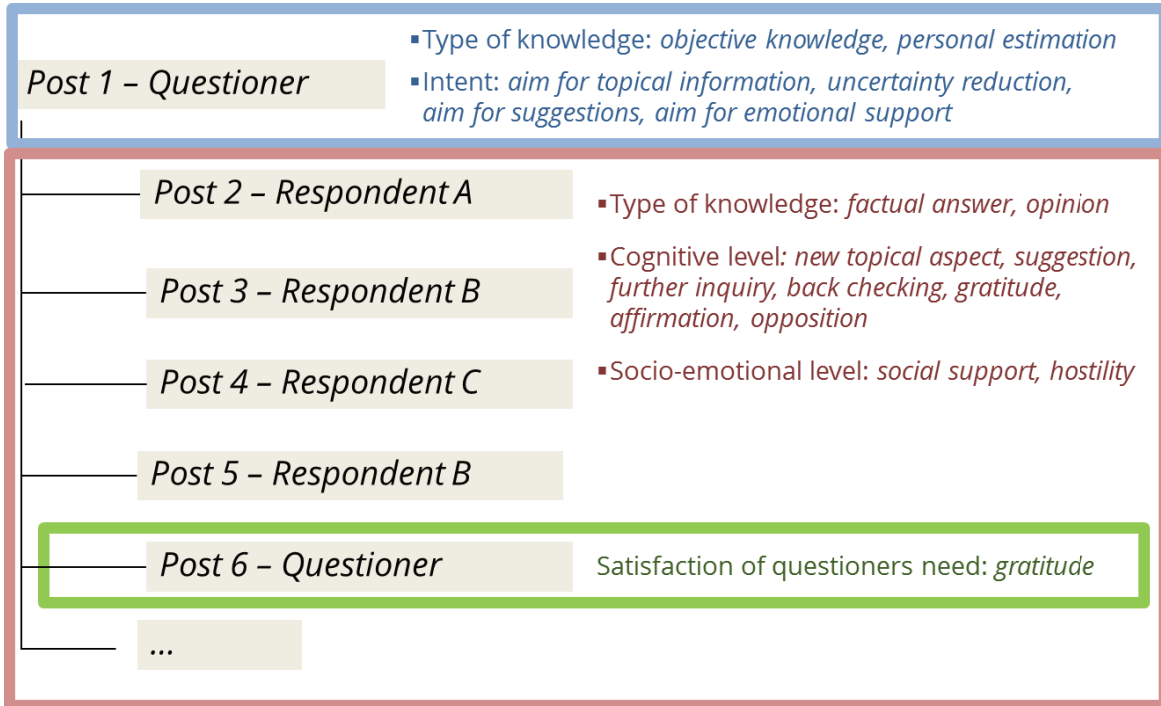 ▪Type of knowledge: objective knowledge, personal estimation
Post 1 – Questioner
▪Intent: aim for topical information, uncertainty reduction,
aim for suggestions, aim for emotional support
Post 2 – Respondent A
▪Type of knowledge: factual answer, opinion
▪Cognitive level: new topical aspect, suggestion,
further inquiry, back checking, gratitude,
affirmation, opposition
Post 3 – Respondent B
Post 4 – Respondent C
▪Socio-emotional level: social support, hostility
Post 5 – Respondent B
Post 6 – Questioner
Satisfaction of questioners need: gratitude
...